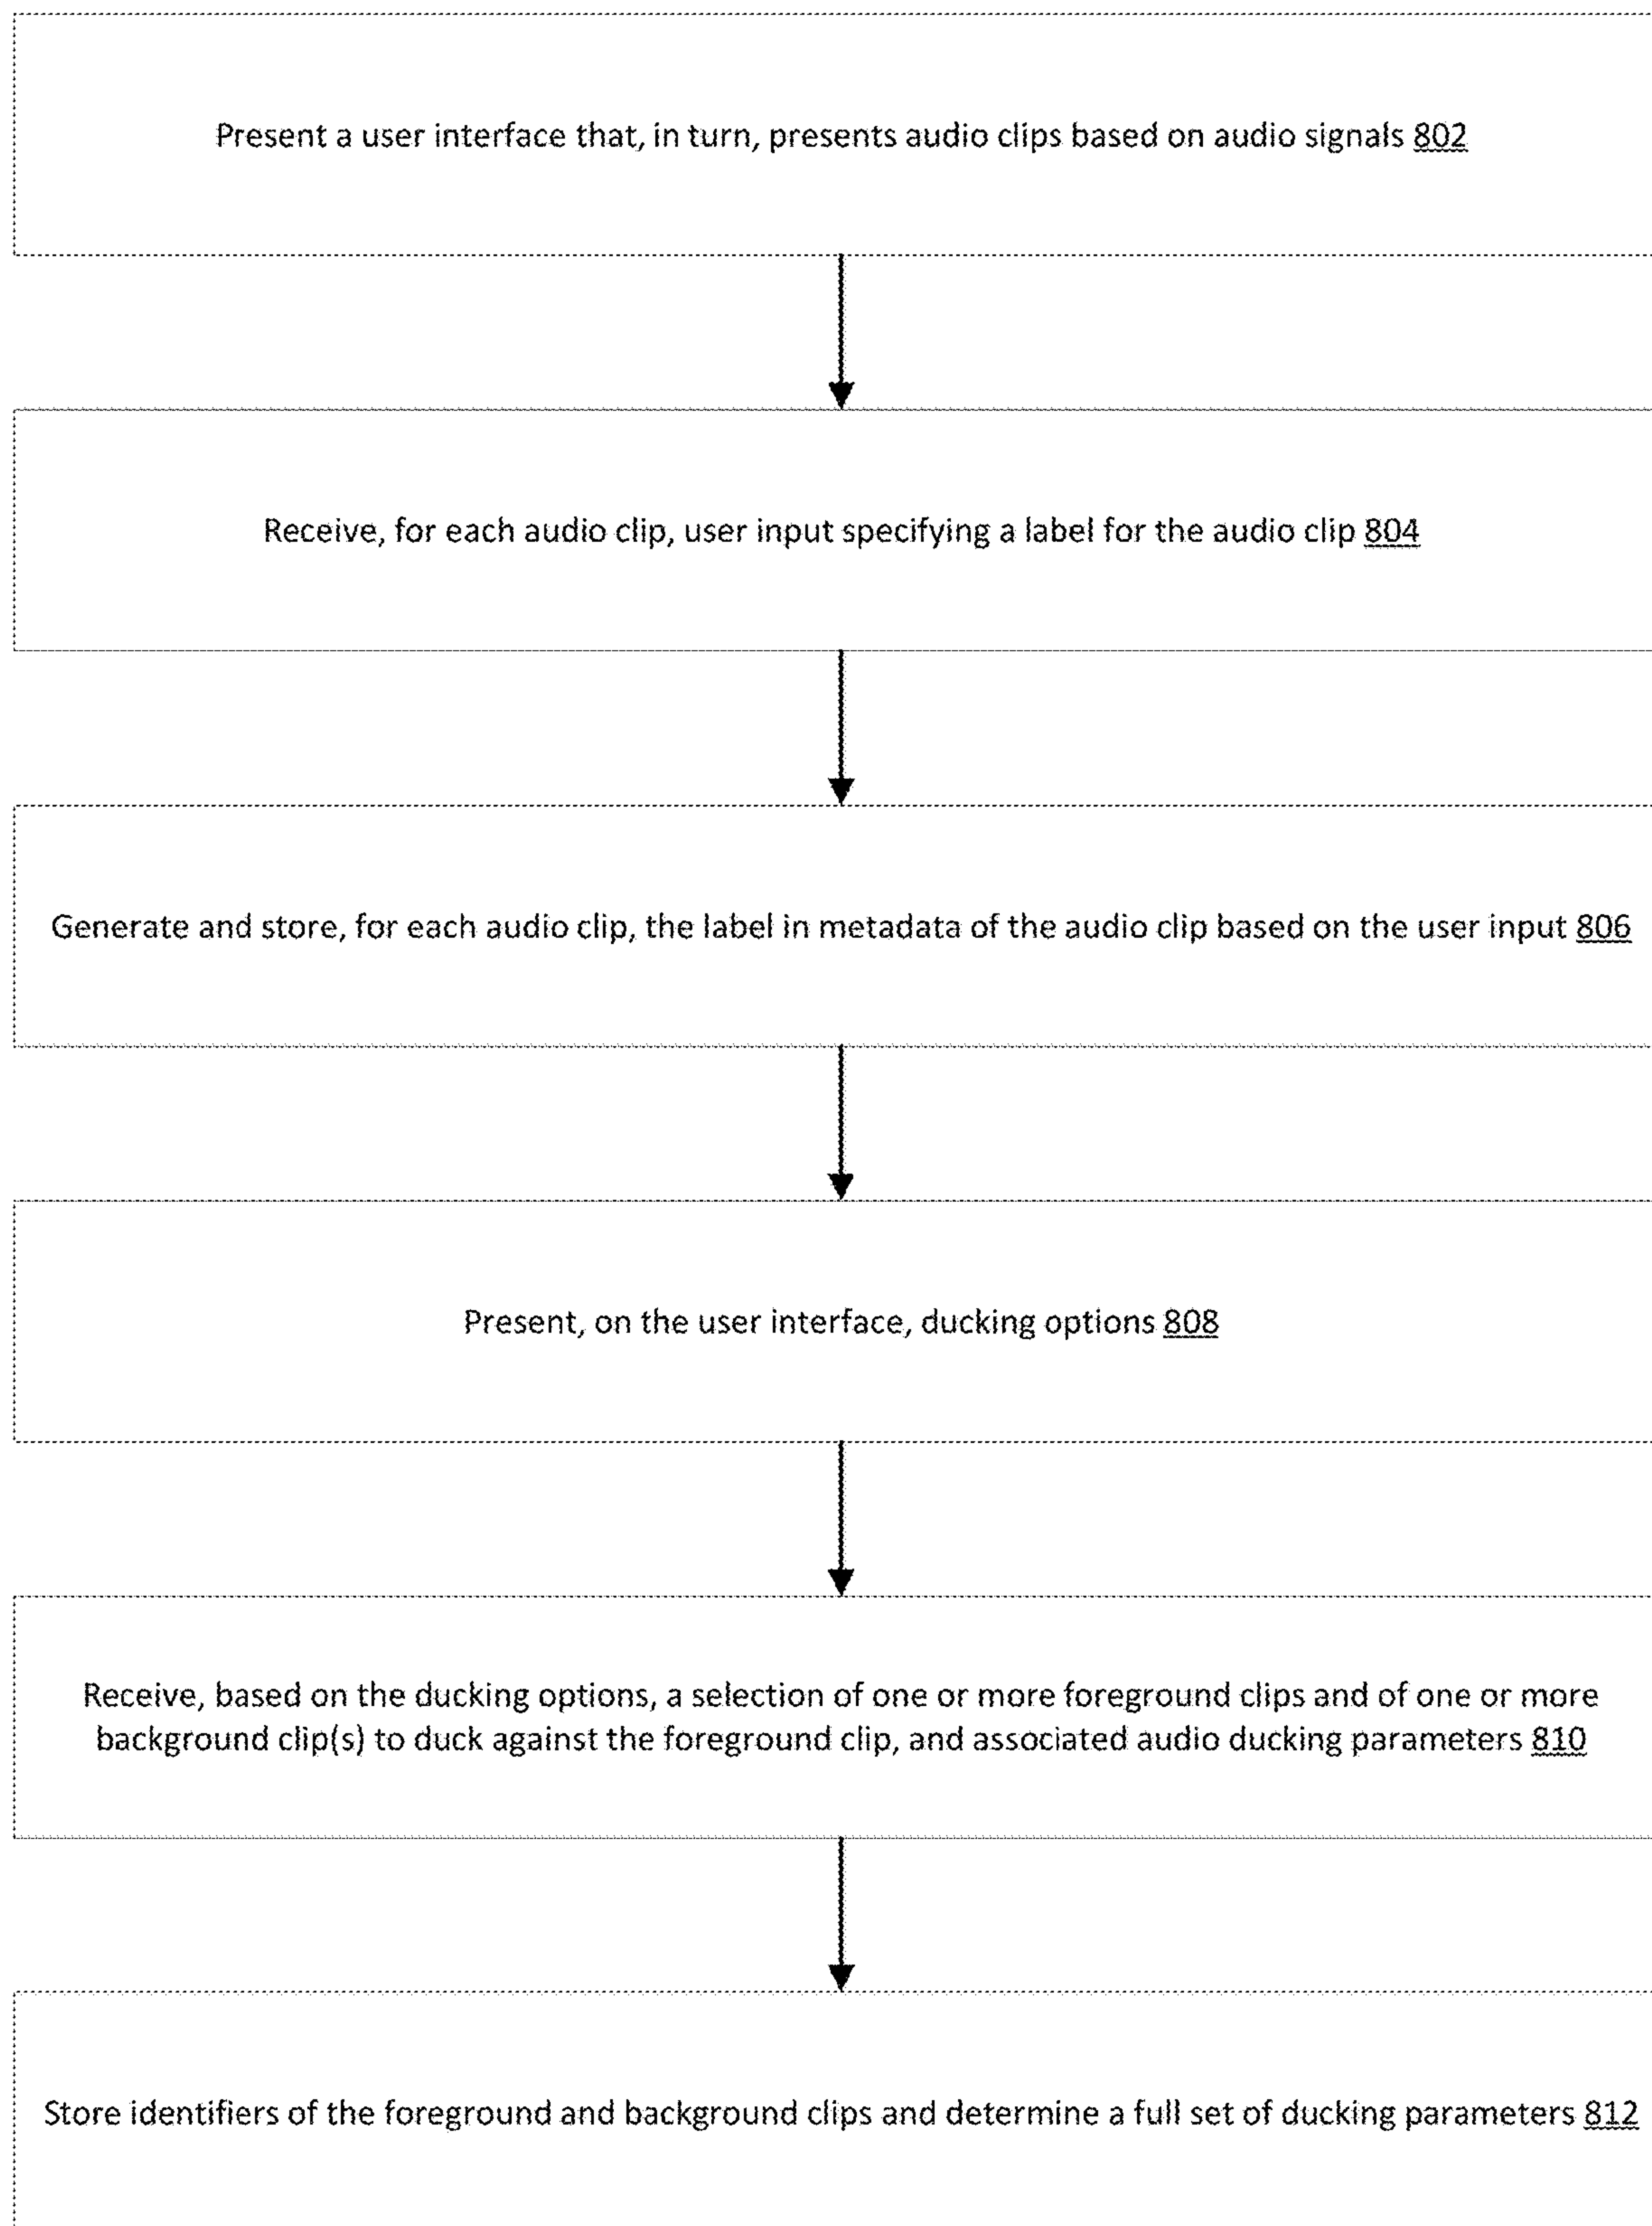 Present a user interface that, in turn, presents audio clips based on audio signals 802
Receive, for each audio clip, user input specifying a label for the audio clip 804
Generate and store, for each audio clip, the label in metadata of the audio clip based on the user input 806
Present, on the user interface, ducking options 808
Receive, based on the ducking options, a selection of one or more foreground clips and of one or more
background clip(s) to duck against the foreground clip, and associated audio ducking parameters 810
Store identifiers of the foreground and background clips and determine a full set of ducking parameters 812